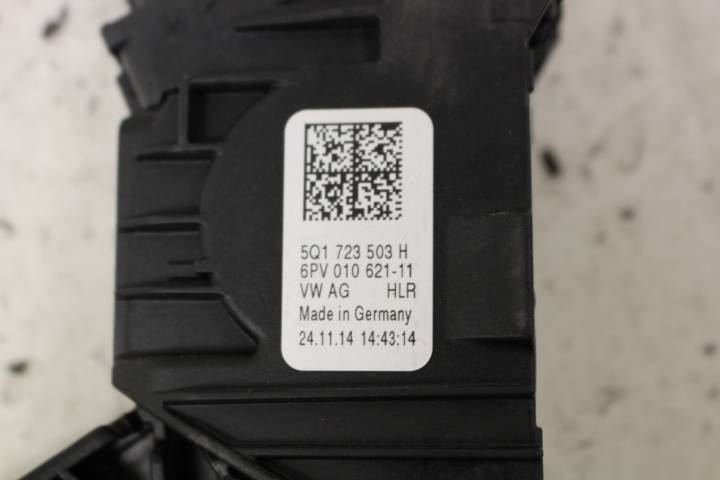 5Q1 723 503 H
6PV 010 621-11
VW AG HLR
Made in Germany
24.11.14 14:43:14